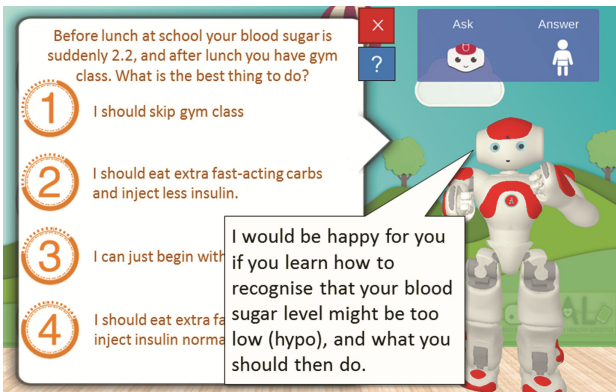 Before lunch at school your blood sugar is
suddenly 2.2, and after lunch you have gym
class. What is the best thing to do?
1
I should skip gym class
2
I should eat extra fast-acting carbs
and inject less insulin.
3
I can just begin with
4
I should eat extra fa
inject insulin norma
X
?
Ask
Answer
I would be happy for you
if you learn how to
recognise that your blood
sugar level might be too
low (hypo), and what you
should then do.
AL